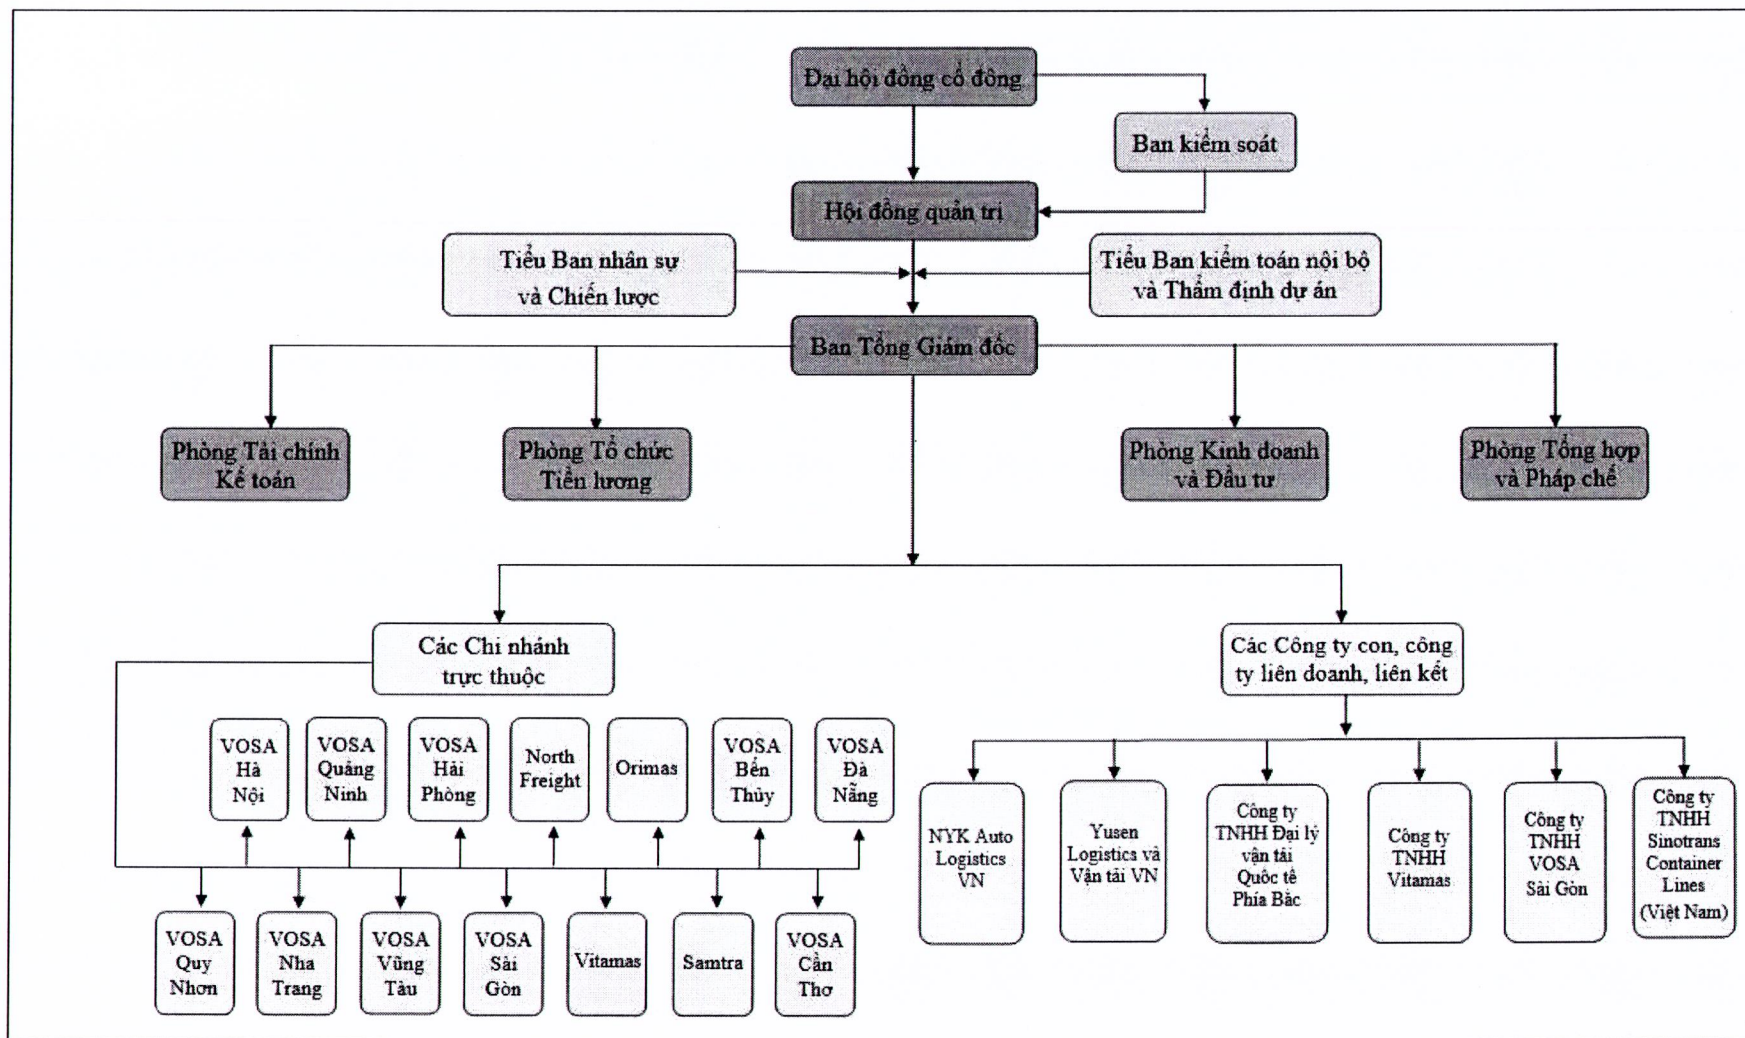 Đại hội đồng cổ đông
Ban kiểm soát
Hội đồng quản trị
Tiểu Ban nhân sự
và Chiến lược
Tiểu Ban kiểm toán nội bộ
và Thẩm định dự án
Ban Tổng Giám đốc
Phòng Tài chính
Kế toán
Phòng Tổ chức
Tiền lương
Phòng Kinh doanh
và Đầu tư
Phòng Tổng hợp
và Pháp chế
Các Chi nhánh
trực thuộc
Các Công ty con, công
ty liên doanh, liên kết
VOSA
Hà
Nội
VOSA
Quảng
Ninh
VOSA
Hải
Phòng
North
Freight
Orimas
VOSA
Bến
Thủy
VOSA
Đà
Nẵng
VOSA
Quy
Nhơn
VOSA
Nha
Trang
VOSA
Vũng
Tàu
VOSA
Sài
Gòn
Vitamas
Samtra
VOSA
Cần
Thơ
NYK Auto
Logistics
VN
Yusen
Logistics và
Vận tải VN
Công ty
TNHH Đại lý
vận tải
Quốc tế
Phía Bắc
Công ty
TNHH
Vitamas
Công ty
TNHH
VOSA
Sài Gòn
Công ty
TNHH
Sinotrans
Container
Lines
(Việt Nam)